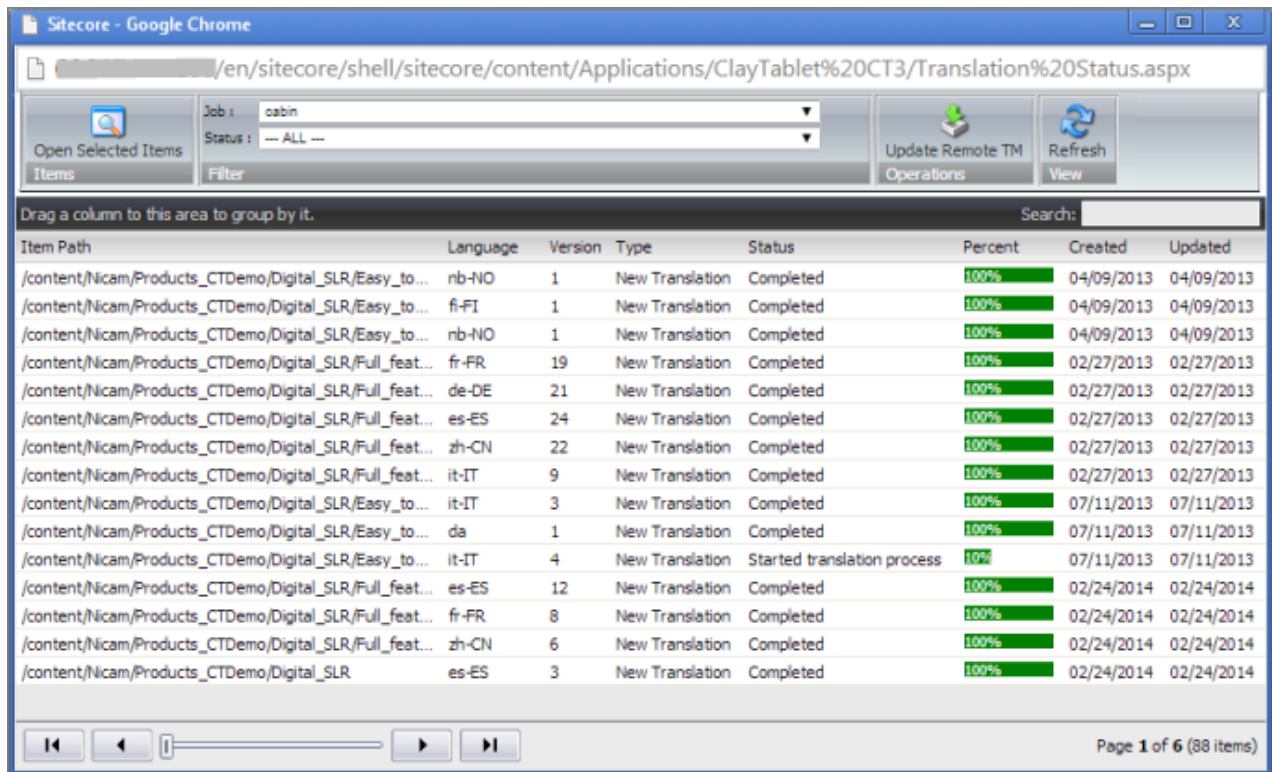 Sitecore - Google Chrome
/en/sitecore/shell/sitecore/content/Applications/ClayTablet%20CT3/Translation%20Status.aspx
Job : cabin
Status : --- ALL ---
Open Selected Items Update Remote TM Refresh
Items Filter Operations View
Drag a column to this area to group by it. Search:
Item Path Language Version Type Status Percent Created Updated
/content/Nicam/Products_CTDemo/Digital_SLR/Easy_to... nb-NO 1 New Translation Completed 100% 04/09/2013 04/09/2013
/content/Nicam/Products_CTDemo/Digital_SLR/Easy_to... fi-FI 1 New Translation Completed 100% 04/09/2013 04/09/2013
/content/Nicam/Products_CTDemo/Digital_SLR/Easy_to... nb-NO 1 New Translation Completed 100% 04/09/2013 04/09/2013
/content/Nicam/Products_CTDemo/Digital_SLR/Full_feat... fr-FR 19 New Translation Completed 100% 02/27/2013 02/27/2013
/content/Nicam/Products_CTDemo/Digital_SLR/Full_feat... de-DE 21 New Translation Completed 100% 02/27/2013 02/27/2013
/content/Nicam/Products_CTDemo/Digital_SLR/Full_feat... es-ES 24 New Translation Completed 100% 02/27/2013 02/27/2013
/content/Nicam/Products_CTDemo/Digital_SLR/Full_feat... zh-CN 22 New Translation Completed 100% 02/27/2013 02/27/2013
/content/Nicam/Products_CTDemo/Digital_SLR/Full_feat... it-IT 9 New Translation Completed 100% 02/27/2013 02/27/2013
/content/Nicam/Products_CTDemo/Digital_SLR/Easy_to... it-IT 3 New Translation Completed 100% 07/11/2013 07/11/2013
/content/Nicam/Products_CTDemo/Digital_SLR/Easy_to... da 1 New Translation Completed 100% 07/11/2013 07/11/2013
/content/Nicam/Products_CTDemo/Digital_SLR/Easy_to... it-IT 4 New Translation Started translation process 10% 07/11/2013 07/11/2013
/content/Nicam/Products_CTDemo/Digital_SLR/Full_feat... es-ES 12 New Translation Completed 100% 02/24/2014 02/24/2014
/content/Nicam/Products_CTDemo/Digital_SLR/Full_feat... fr-FR 8 New Translation Completed 100% 02/24/2014 02/24/2014
/content/Nicam/Products_CTDemo/Digital_SLR/Full_feat... zh-CN 6 New Translation Completed 100% 02/24/2014 02/24/2014
/content/Nicam/Products_CTDemo/Digital_SLR es-ES 3 New Translation Completed 100% 02/24/2014 02/24/2014
Page 1 of 6 (88 items)